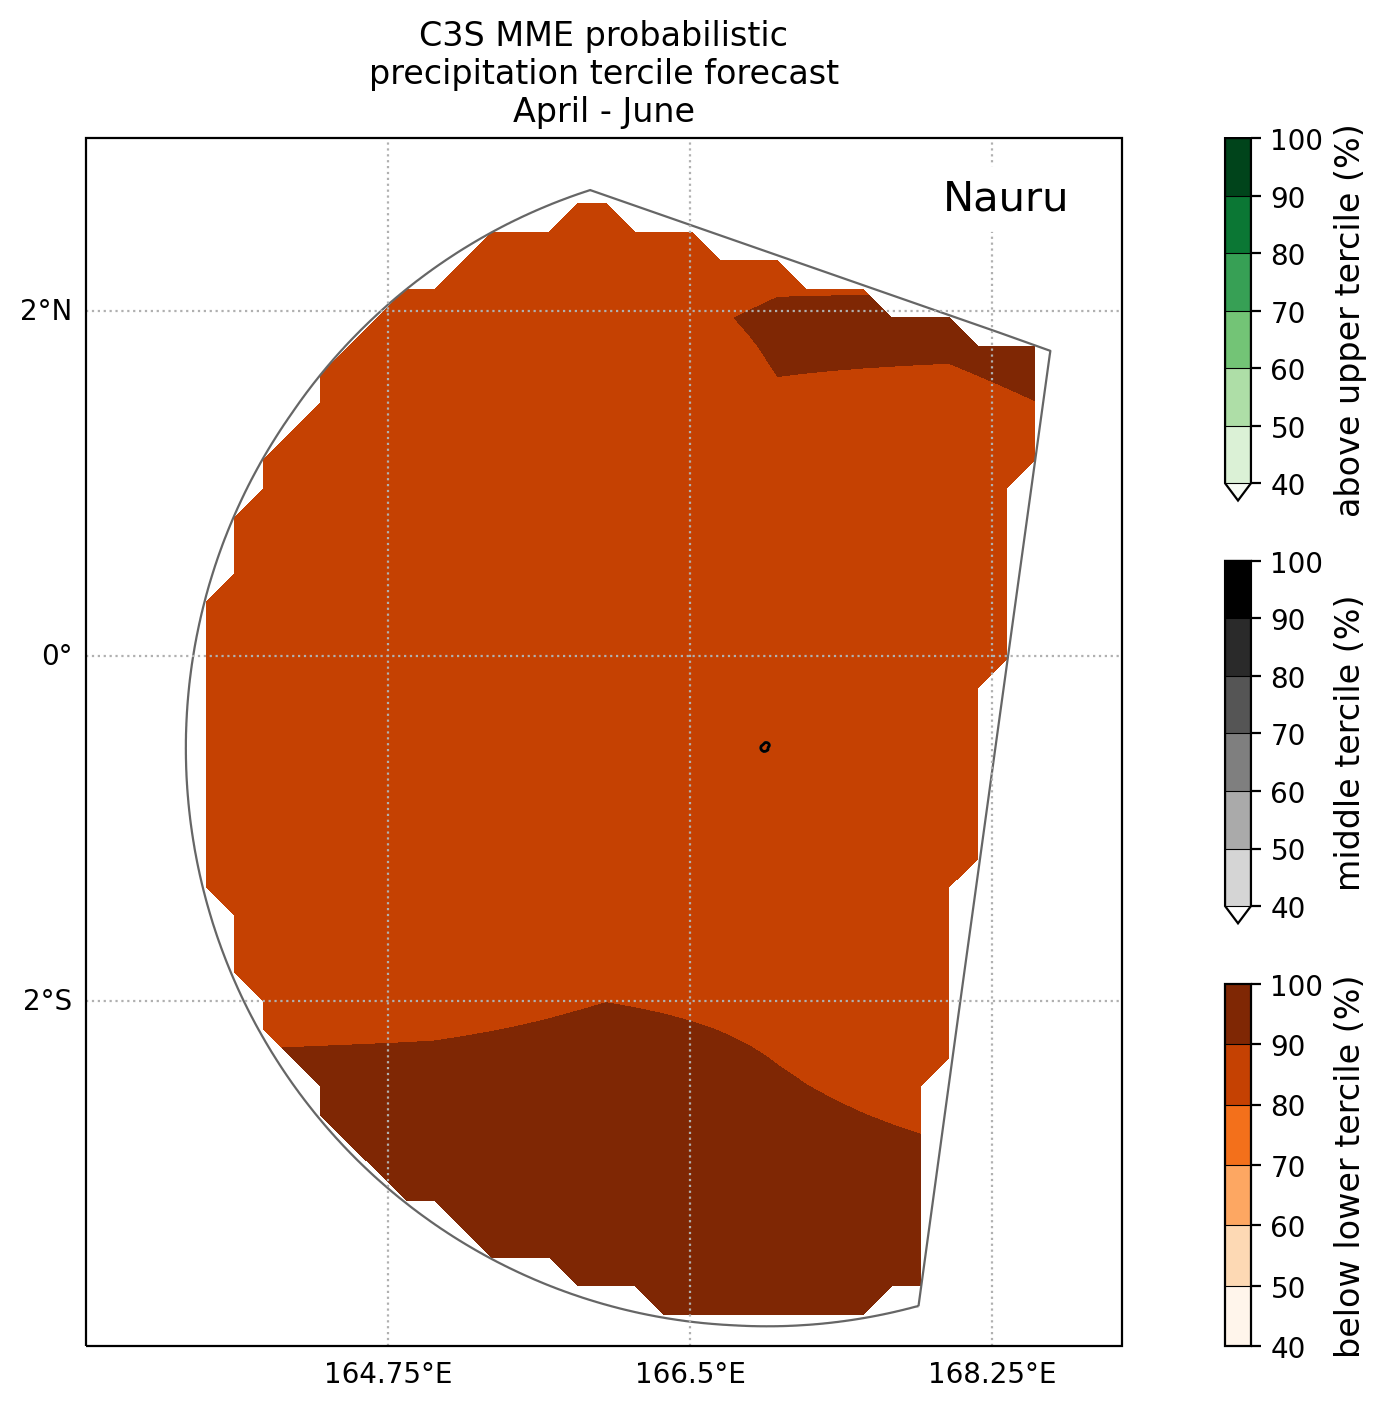 C3S MME probabilistic
precipitation tercile forecast
April - June
Nauru
2°N
0°
2°S
164.75°E
166.5°E
168.25°E
100
90
80
70
60
50
40
above upper tercile (%)
100
90
80
70
60
50
40
middle tercile (%)
100
90
80
70
60
50
40
below lower tercile (%)